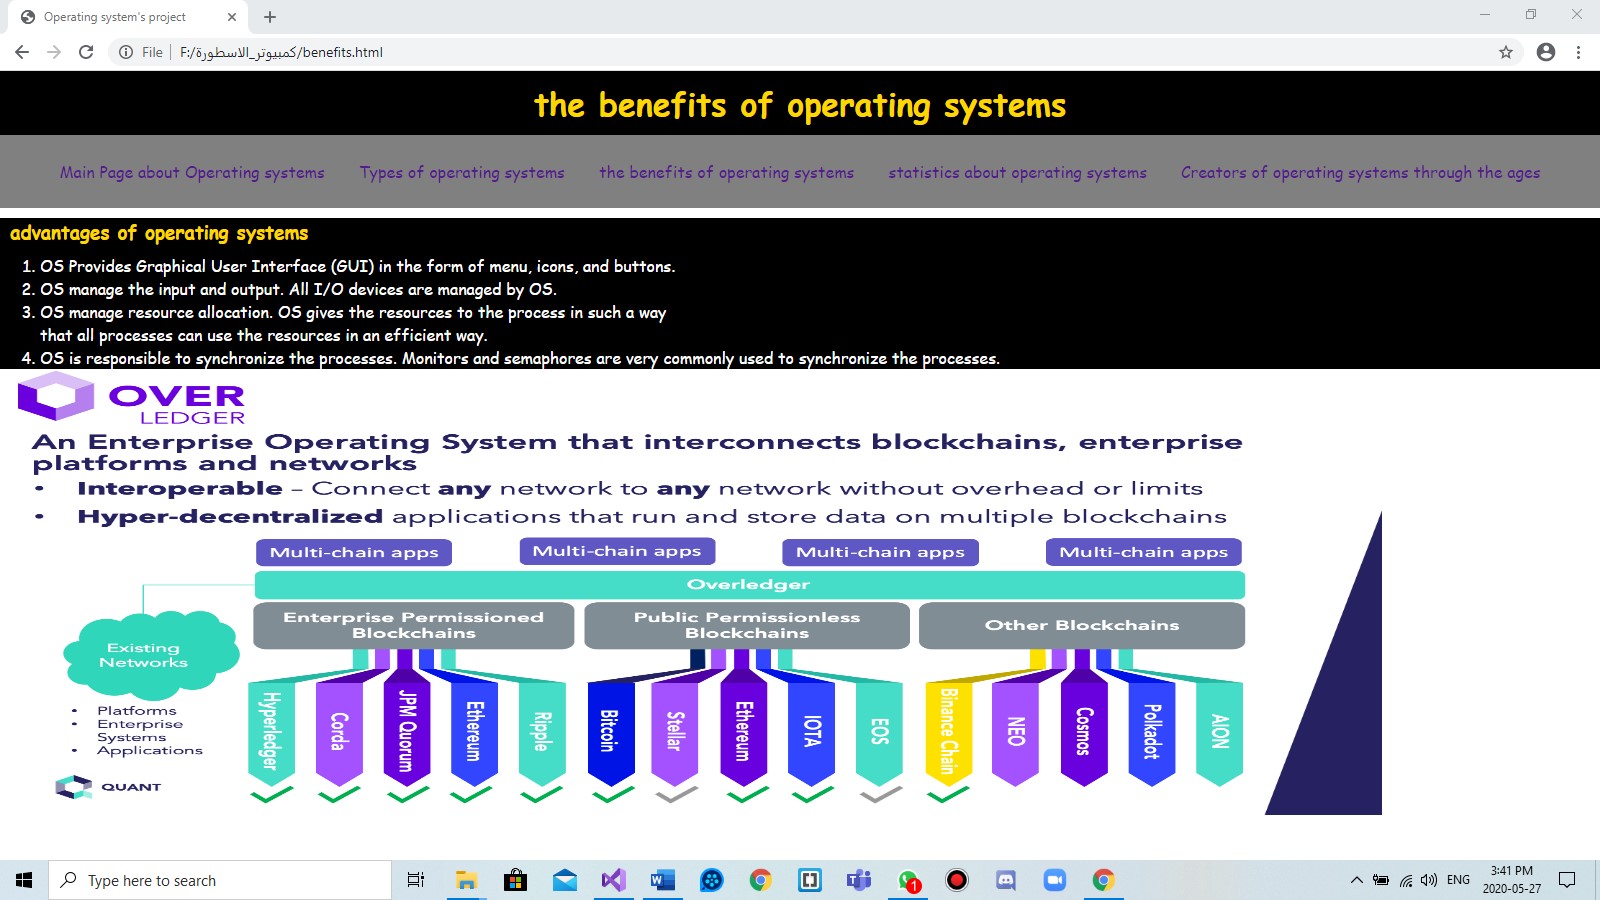 Operating system's project
File
F:/كمبيوتر_الاسطورة/benefits.html
the benefits of operating systems
Main Page about Operating systems
Types of operating systems
the benefits of operating systems
statistics about operating systems
Creators of operating systems through the ages
advantages of operating systems
1. OS Provides Graphical User Interface (GUI) in the form of menu, icons, and buttons.
2. OS manage the input and output. All I/O devices are managed by OS.
3. OS manage resource allocation. OS gives the resources to the process in such a way
that all processes can use the resources in an efficient way.
4. OS is responsible to synchronize the processes. Monitors and semaphores are very commonly used to synchronize the processes.
OVER
LEDGER
An Enterprise Operating System that interconnects blockchains, enterprise
platforms and networks
• Interoperable – Connect any network to any network without overhead or limits
• Hyper-decentralized applications that run and store data on multiple blockchains
Multi-chain apps
Multi-chain apps
Multi-chain apps
Multi-chain apps
Overledger
Enterprise Permissioned
Blockchains
Public Permissionless
Blockchains
Other Blockchains
Existing
Networks
• Platforms
• Enterprise
Systems
• Applications
QUANT
Hyperledger
Corda
JPM Quorum
Ethereum
Ripple
Bitcoin
Stellar
Ethereum
IOTA
EOS
Binance Chain
NEO
Cosmos
Polkadot
AION
Type here to search
1
ENG
3:41 PM
2020-05-27